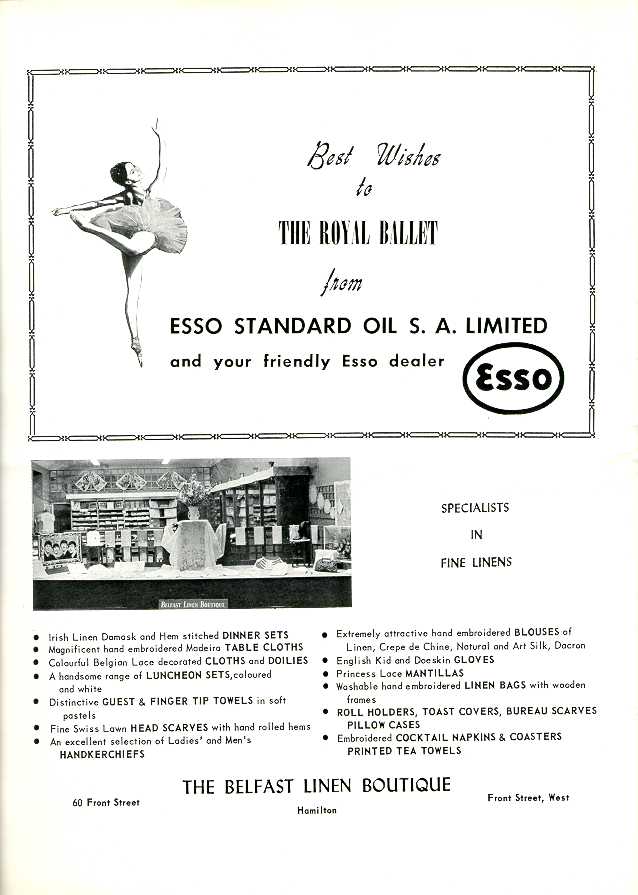 Best Wishes
to
THE ROYAL BALLET
from
ESSO STANDARD OIL S. A. LIMITED
and your friendly Esso dealer
Esso
BELFAST LINEN BOUTIQUE
SPECIALISTS
IN
FINE LINENS
• Irish Linen Damask and Hem stitched DINNER SETS
• Magnificent hand embroidered Madeira TABLE CLOTHS
• Colourful Belgian Lace decorated CLOTHS and DOILIES
• A handsome range of LUNCHEON SETS,coloured
and white
• Distinctive GUEST & FINGER TIP TOWELS in soft
pastels
• Fine Swiss Lawn HEAD SCARVES with hand rolled hems
• An excellent selection of Ladies' and Men's
HANDKERCHIEFS
• Extremely attractive hand embroidered BLOUSES of
Linen, Crepe de Chine, Natural and Art Silk, Dacron
• English Kid and Doeskin GLOVES
• Princess Lace MANTILLAS
• Washable hand embroidered LINEN BAGS with wooden
frames
• ROLL HOLDERS, TOAST COVERS, BUREAU SCARVES
PILLOW CASES
• Embroidered COCKTAIL NAPKINS & COASTERS
PRINTED TEA TOWELS
THE BELFAST LINEN BOUTIQUE
60 Front Street
Hamilton
Front Street, West